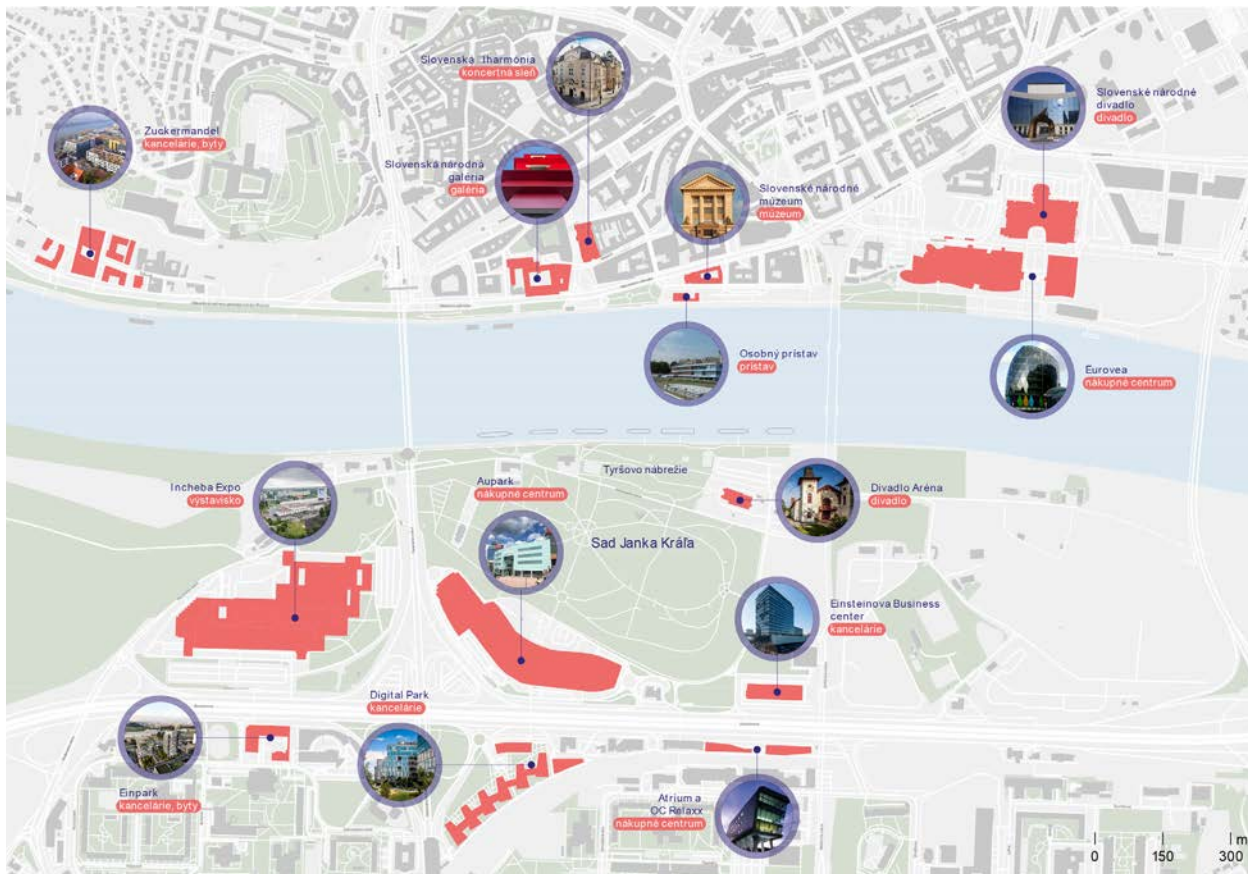 Slovenská filharmónia
koncertná sieň
Slovenské národné
divadlo
divadlo
Zuckermandel
kancelárie, byty
Slovenská národná
galéria
galéria
Slovenské národné
múzeum
múzeum
Osobný prístav
prístav
Eurovea
nákupné centrum
Incheba Expo
výstavisko
Aupark
nákupné centrum
Tyršovo nábrežie
Divadlo Aréna
divadlo
Sad Janka Kráľa
Einsteinova Business
center
kancelárie
Digital Park
kancelárie
Einpark
kancelárie, byty
Atrium a
OC Relaxx
nákupné centrum
m
0 150 300